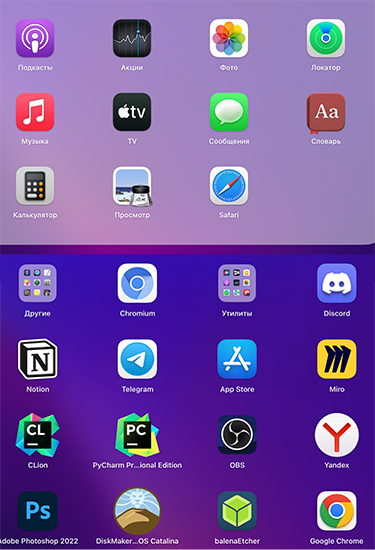 Подкасты Акции Фото Локатор
tv Aa
Музыка TV Сообщения Словарь
Калькулятор Просмотр Safari
Другие Chromium Утилиты Discord
N
Notion Telegram App Store Miro
CL PC Y
CLion PyCharm Pr...ional Edition OBS Yandex
Ps
Adobe Photoshop 2022 DiskMaker...OS Catalina balenaEtcher Google Chrome